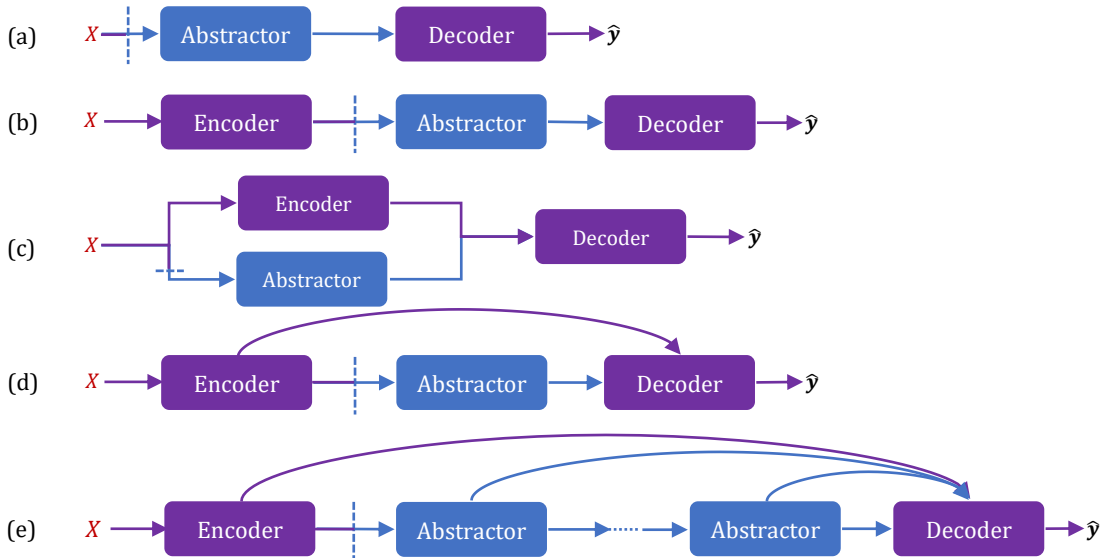 (a) X Abstractor Decoder ŷ
(b) X Encoder Abstractor Decoder ŷ
Encoder
(c) X Decoder ŷ
Abstractor
(d) X Encoder Abstractor Decoder ŷ
(e) X Encoder Abstractor Abstractor Decoder ŷ